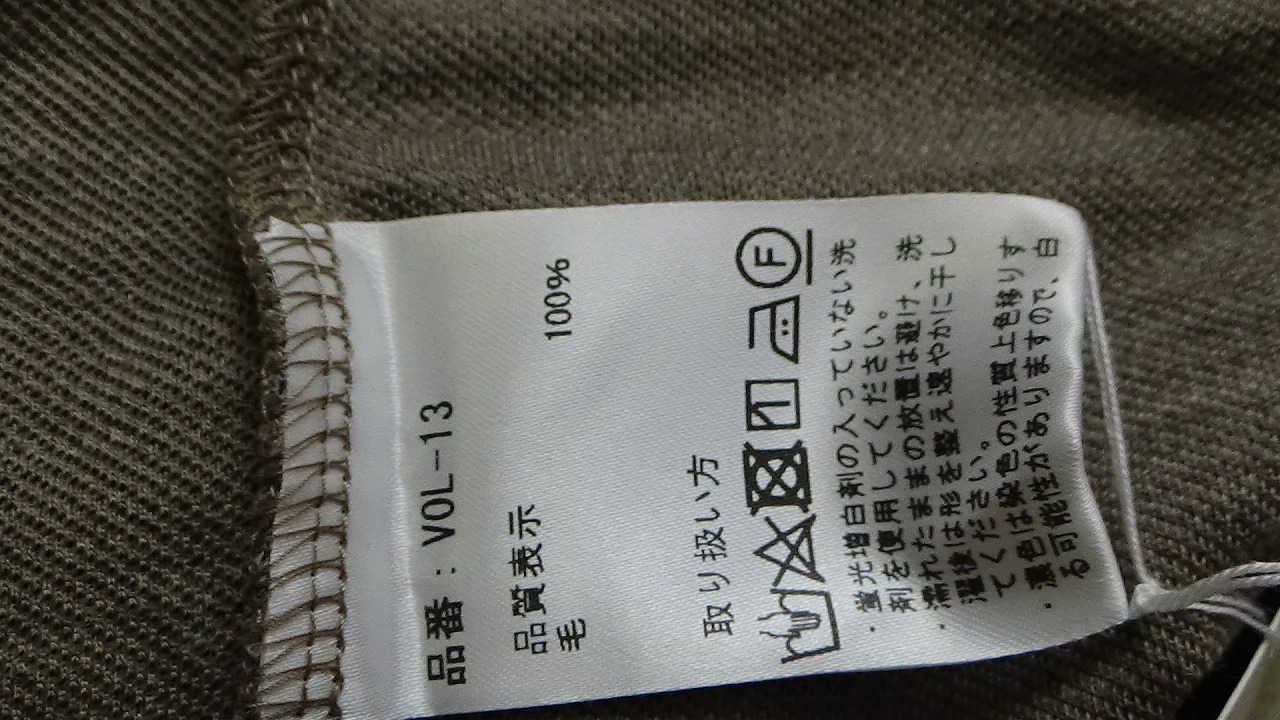 品番：VOL-13
品質表示
毛 100%
取り扱い方
F
・蛍光増白剤の入っていない洗
剤を使用してください。
・濡れたままの放置は避け、洗
濯後は形を整え速やかに干し
てください。
・濃色は染色の性質上色移りす
る可能性がありますので、白